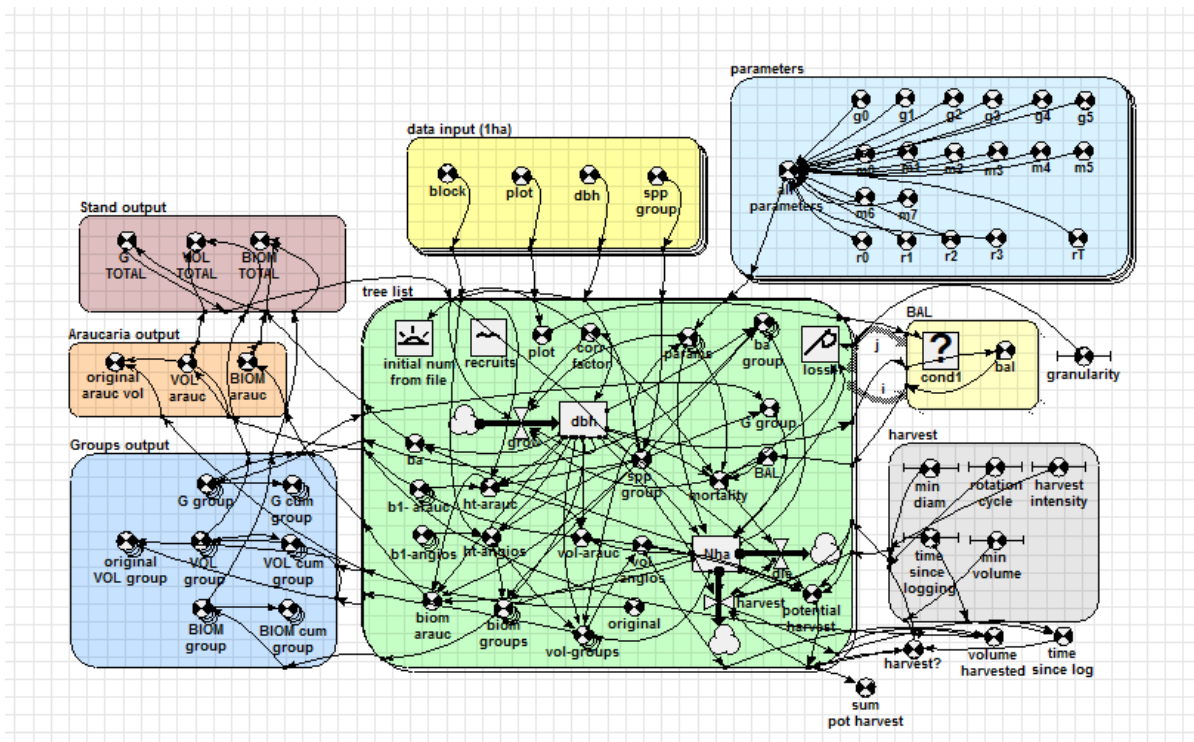 parameters
g0
g1
g2
g3
g4
g5
m0
m1
m2
m3
m4
m5
all
parameters
m6
m7
r0
r1
r2
r3
rT
data input (1ha)
block
plot
dbh
spp
group
Stand output
G
TOTAL
VOL
TOTAL
BIOM
TOTAL
Araucaria output
original
arauc vol
VOL
arauc
BIOM
arauc
Groups output
G group
G cum
group
original
VOL group
VOL
group
VOL cum
group
BIOM
group
BIOM cum
group
tree list
initial num
from file
recruits
plot
corr
factor
params
ba
group
loss
grow
dbh
G group
ba
spp
group
BAL
mortality
b1- arauc
ht-arauc
b1-angios
ht-angios
vol-arauc
vol
angios
Nha
die
harvest
potential
harvest
biom
arauc
biom
groups
original
vol-groups
BAL
j
i
?
cond1
bal
granularity
harvest
min
diam
rotation
cycle
harvest
intensity
time
since
logging
min
volume
harvest?
volume
harvested
time
since log
sum
pot harvest